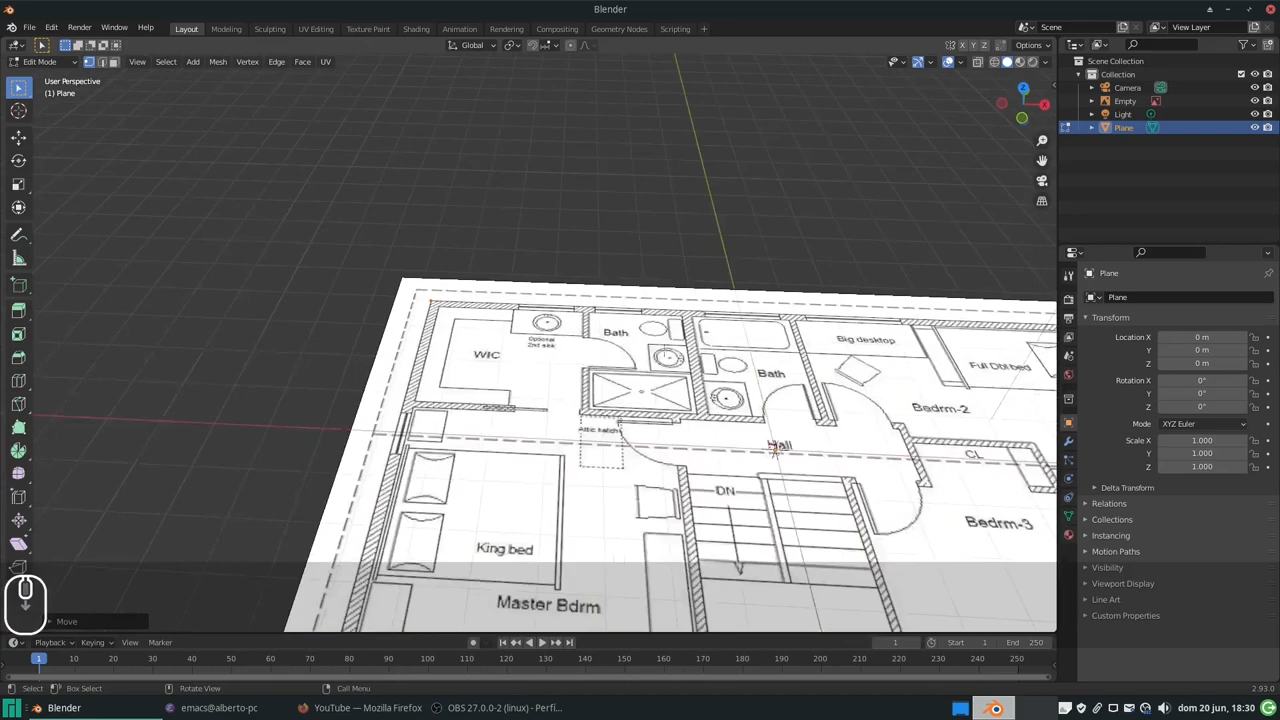 Blender
File Edit Render Window Help Layout Modeling Sculpting UV Editing Texture Paint Shading Animation Rendering Compositing Geometry Nodes Scripting + Scene View Layer
Global X Y Z Options
Edit Mode View Select Add Mesh Vertex Edge Face UV
User Perspective
(1) Plane
Scene Collection
Collection
Camera
Empty
Light
Plane
Plane
Plane
Transform
Location X 0 m
Y 0 m
Z 0 m
Rotation X 0°
Y 0°
Z 0°
Mode XYZ Euler
Scale X 1.000
Y 1.000
Z 1.000
Delta Transform
Relations
Collections
Instancing
Motion Paths
Visibility
Viewport Display
Line Art
Custom Properties
WIC
Optional
2nd sink
Bath
Bath
Big desktop
Full Dbl bed
Bedrm-2
Attic hatch
Hall
CL
DN
Bedrm-3
King bed
Master Bdrm
Move
Playback Keying View Marker 1 Start 1 End 250
1 10 20 30 40 50 60 70 80 90 100 110 120 130 140 150 160 170 180 190 200 210 220 230 240 250
Select Box Select Rotate View Call Menu 2.93.0
Blender emacs@alberto-pc YouTube — Mozilla Firefox OBS 27.0.0-2 (linux) - Perfi... dom 20 jun, 18:30